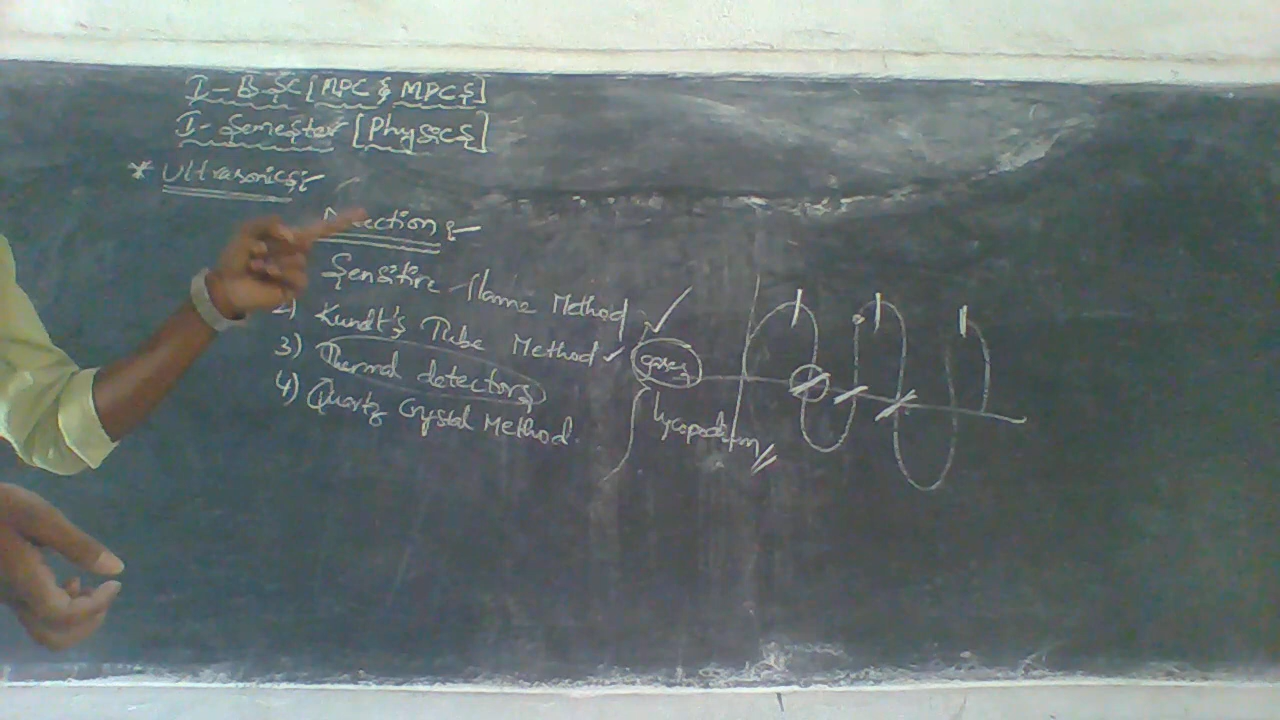 I - B.SC [MPC & MPCS]
I - Semester [Physics]
* Ultrasonics:-
ection :-
Sensitive flame Method
2) Kundt's Tube Method ✓
3) Thermal detectors
4) Quartz Crystal Method.
gases
lycopodium